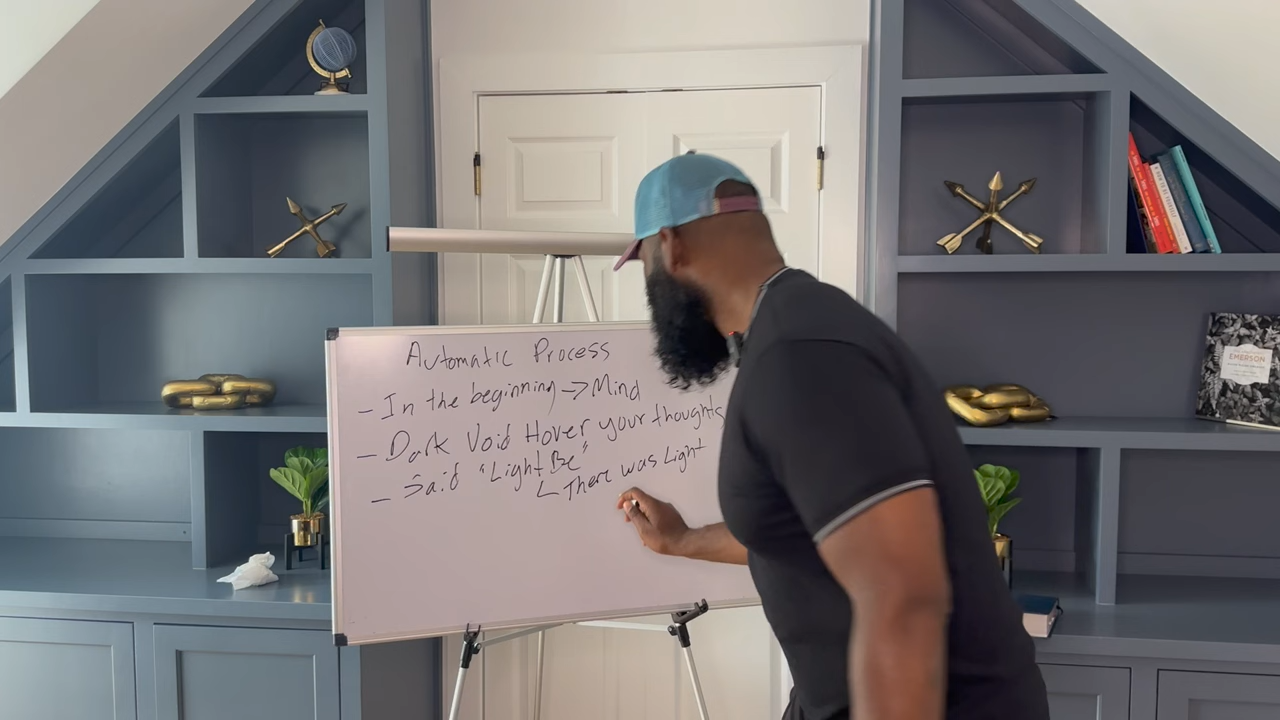 Automatic Process
- In the beginning -> Mind
- Dark Void Hover your thoughts
- Said "Light Be"
L There was Light
EMERSON